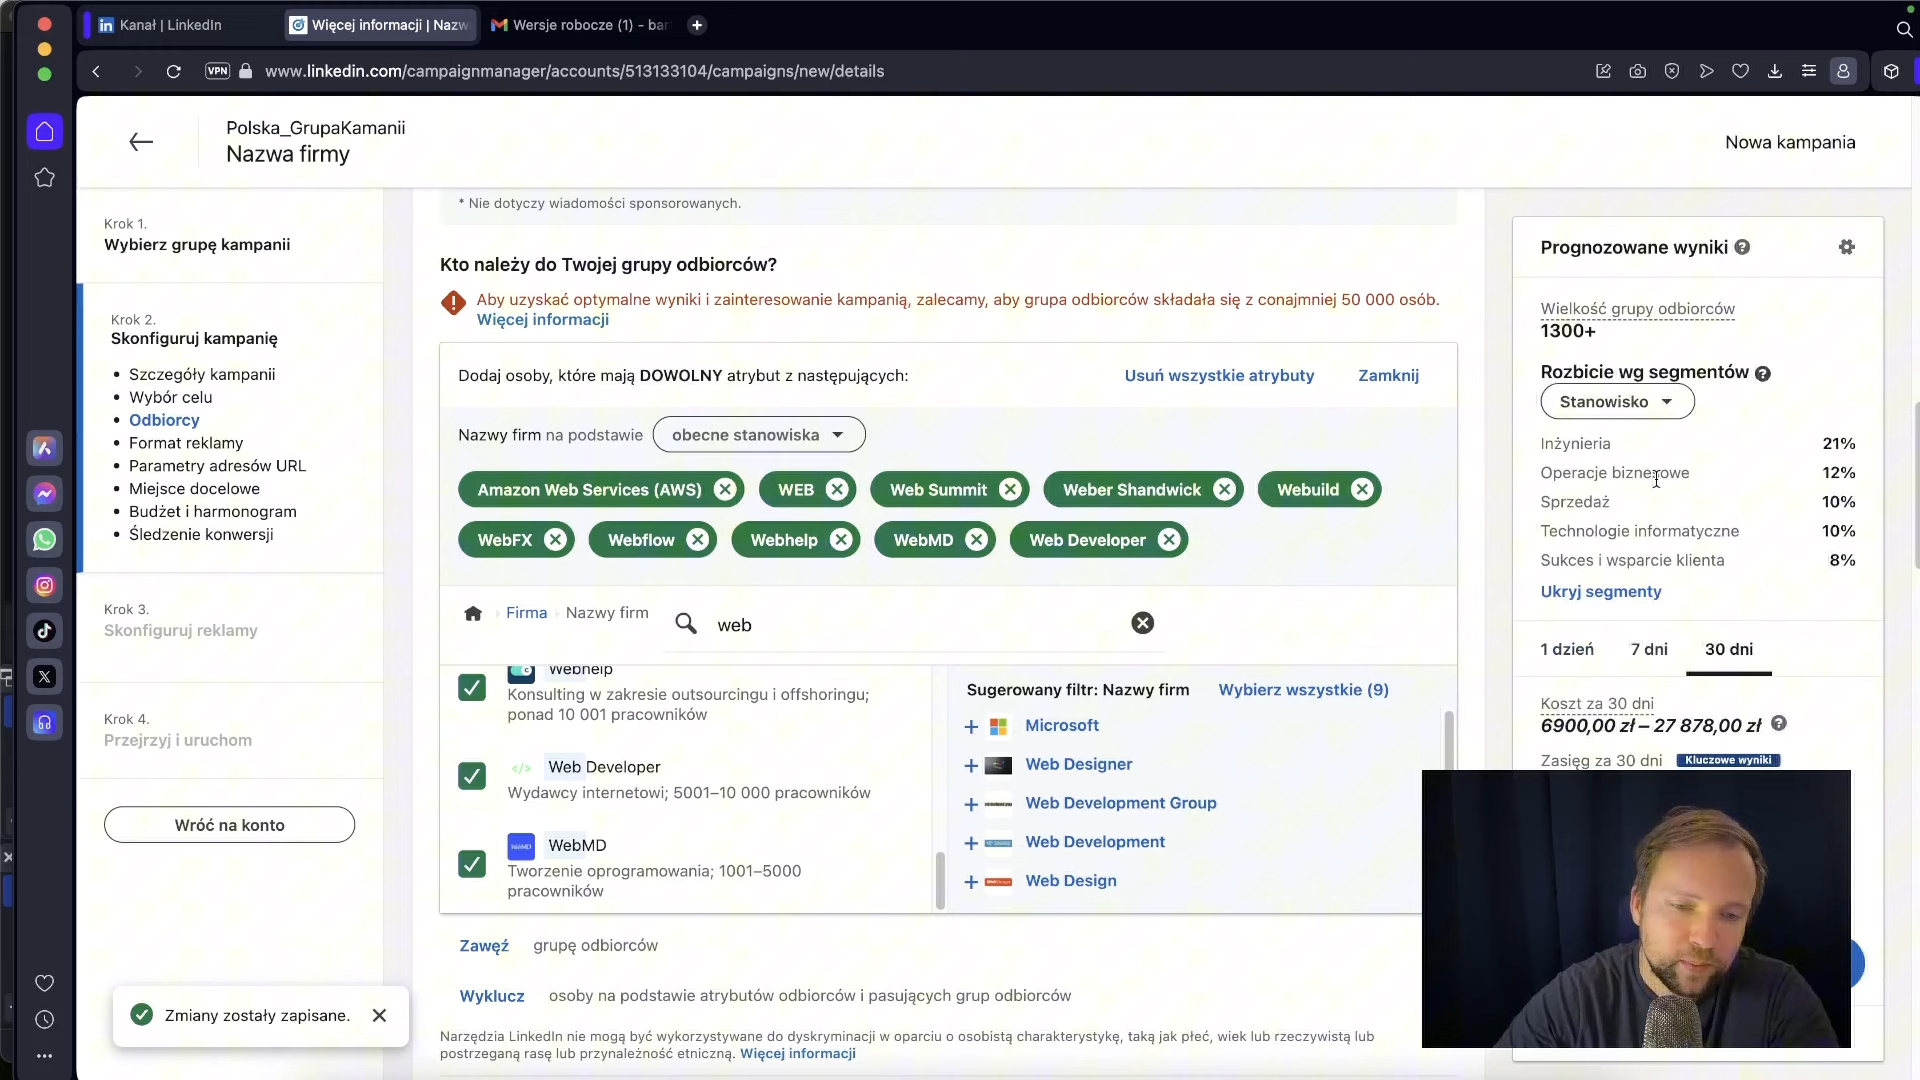 Kanał | LinkedIn
Więcej informacji | Nazw
Wersje robocze (1) - bar
VPN
www.linkedin.com/campaignmanager/accounts/513133104/campaigns/new/details
Polska_GrupaKamanii
Nazwa firmy
Nowa kampania
Krok 1.
Wybierz grupę kampanii
Krok 2.
Skonfiguruj kampanię
Szczegóły kampanii
Wybór celu
Odbiorcy
Format reklamy
Parametry adresów URL
Miejsce docelowe
Budżet i harmonogram
Śledzenie konwersji
Krok 3.
Skonfiguruj reklamy
Krok 4.
Przejrzyj i uruchom
Wróć na konto
Zmiany zostały zapisane.
* Nie dotyczy wiadomości sponsorowanych.
Kto należy do Twojej grupy odbiorców?
Aby uzyskać optymalne wyniki i zainteresowanie kampanią, zalecamy, aby grupa odbiorców składała się z conajmniej 50 000 osób.
Więcej informacji
Dodaj osoby, które mają DOWOLNY atrybut z następujących:
Usuń wszystkie atrybuty
Zamknij
Nazwy firm na podstawie obecne stanowiska
Amazon Web Services (AWS) WEB Web Summit Weber Shandwick Webuild
WebFX Webflow Webhelp WebMD Web Developer
Firma Nazwy firm
web
Webhelp
Konsulting w zakresie outsourcingu i offshoringu;
ponad 10 001 pracowników
Web Developer
Wydawcy internetowi; 5001–10 000 pracowników
WebMD
Tworzenie oprogramowania; 1001–5000
pracowników
Sugerowany filtr: Nazwy firm Wybierz wszystkie (9)
Microsoft
Web Designer
Web Development Group
Web Development
Web Design
Zawęź grupę odbiorców
Wyklucz osoby na podstawie atrybutów odbiorców i pasujących grup odbiorców
Narzędzia LinkedIn nie mogą być wykorzystywane do dyskryminacji w oparciu o osobistą charakterystykę, taką jak płeć, wiek lub rzeczywistą lub
postrzeganą rasę lub przynależność etniczną. Więcej informacji
Prognozowane wyniki
Wielkość grupy odbiorców
1300+
Rozbicie wg segmentów
Stanowisko
Inżynieria 21%
Operacje biznesowe 12%
Sprzedaż 10%
Technologie informatyczne 10%
Sukces i wsparcie klienta 8%
Ukryj segmenty
1 dzień 7 dni 30 dni
Koszt za 30 dni
6900,00 zł – 27 878,00 zł
Zasięg za 30 dni Kluczowe wyniki